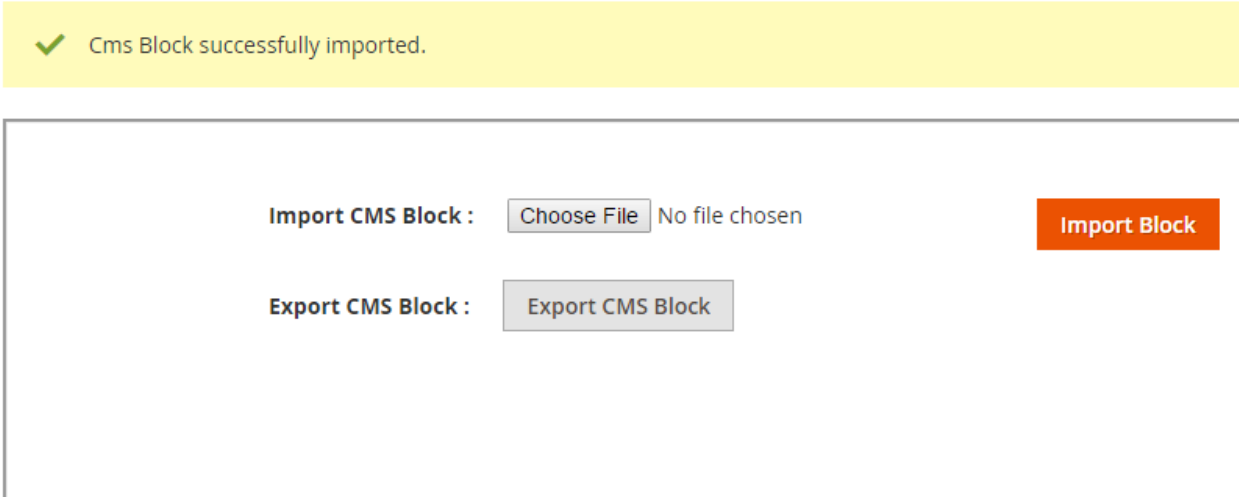 Cms Block successfully imported.
Import CMS Block : Choose File No file chosen Import Block
Export CMS Block : Export CMS Block